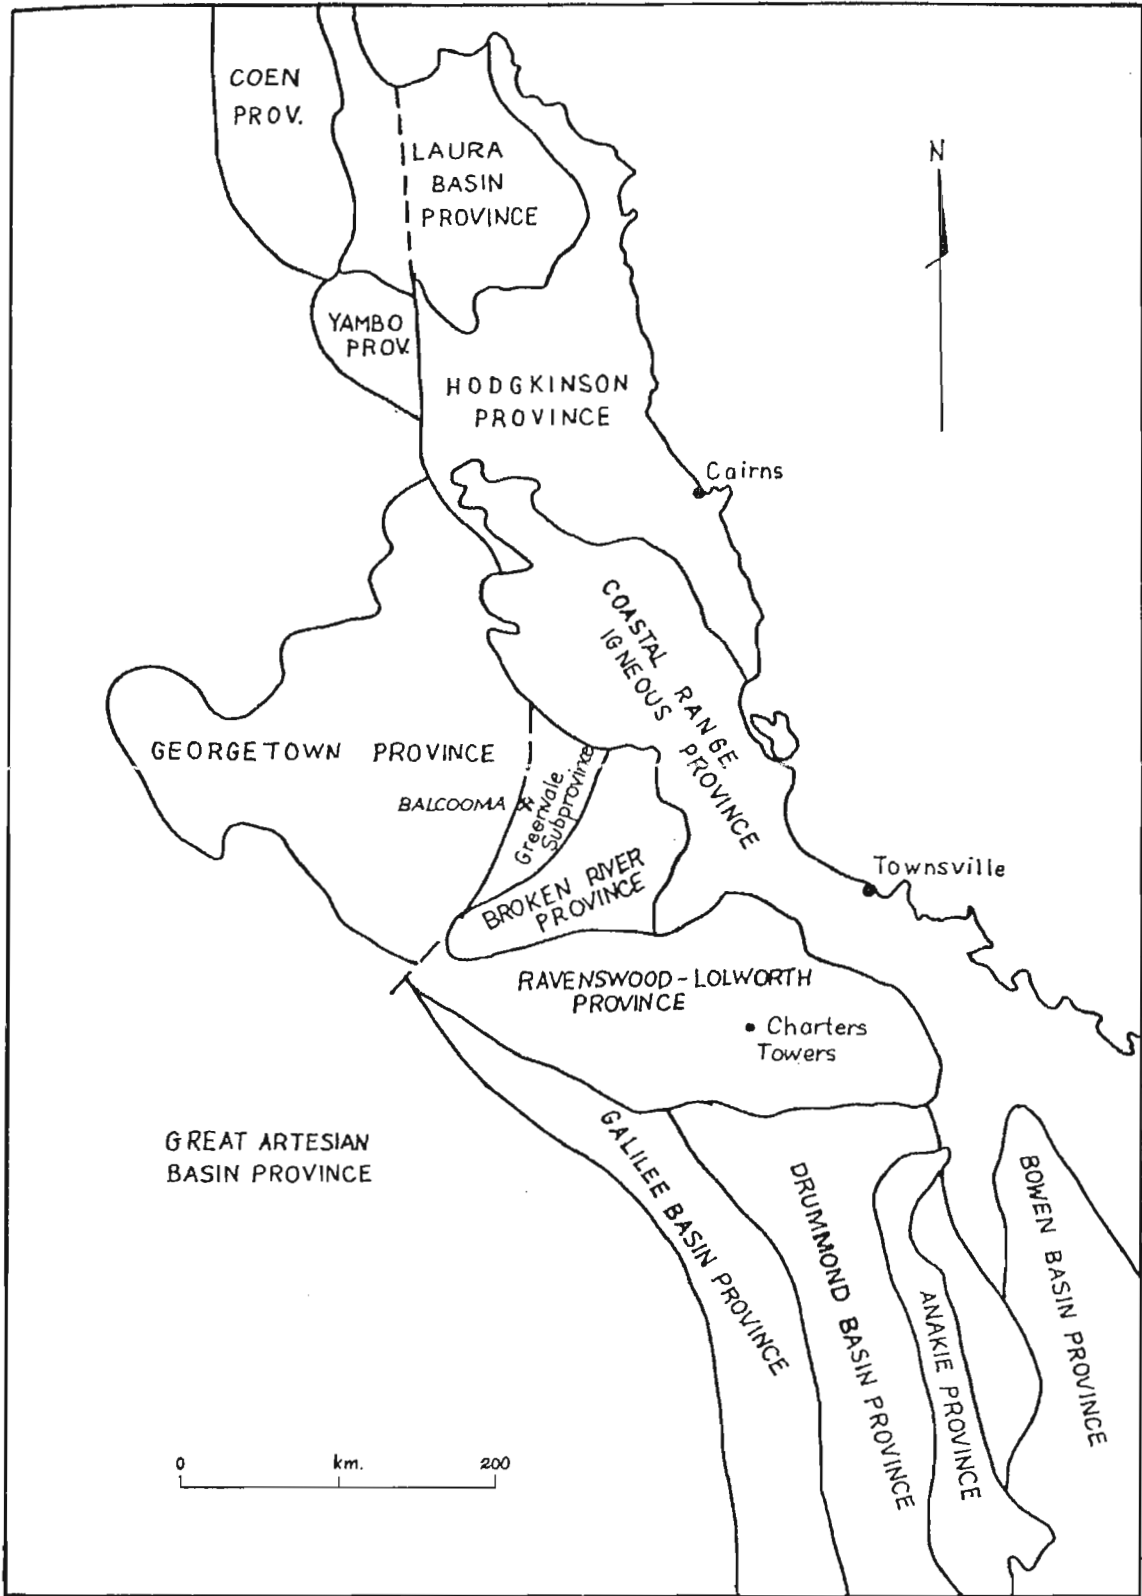 COEN
PROV.
LAURA
BASIN
PROVINCE
N
YAMBO
PROV.
HODGKINSON
PROVINCE
Cairns
COASTAL RANGE
IGNEOUS PROVINCE
GEORGETOWN PROVINCE
BALCOOMA
Greenvale
Subprovince
BROKEN RIVER
PROVINCE
Townsville
RAVENSWOOD-LOLWORTH
PROVINCE
Charters
Towers
GREAT ARTESIAN
BASIN PROVINCE
GALILEE BASIN PROVINCE
DRUMMOND BASIN PROVINCE
ANAKIE PROVINCE
BOWEN BASIN PROVINCE
0 km. 200